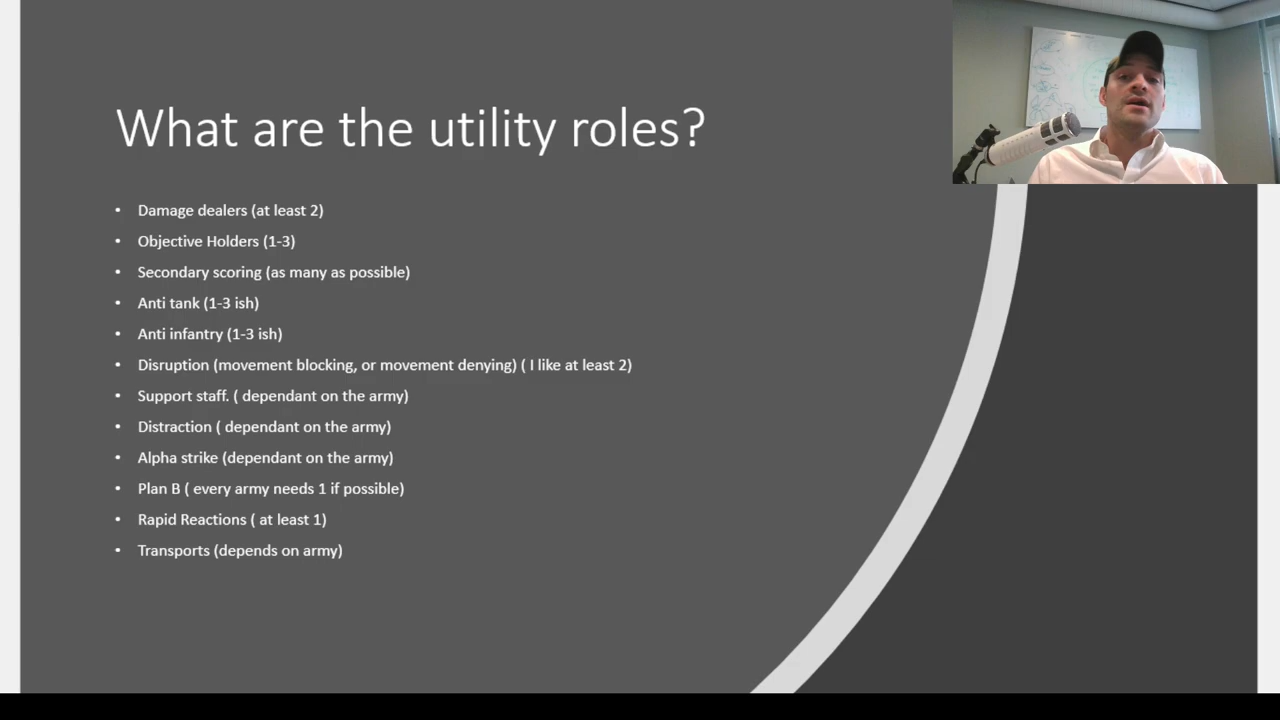 What are the utility roles?
• Damage dealers (at least 2)
• Objective Holders (1-3)
• Secondary scoring (as many as possible)
• Anti tank (1-3 ish)
• Anti infantry (1-3 ish)
• Disruption (movement blocking, or movement denying) ( I like at least 2)
• Support staff. ( dependant on the army)
• Distraction ( dependant on the army)
• Alpha strike (dependant on the army)
• Plan B ( every army needs 1 if possible)
• Rapid Reactions ( at least 1)
• Transports (depends on army)